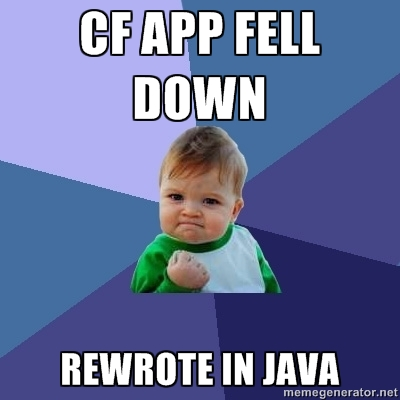 CF APP FELL
DOWN
REWROTE IN JAVA
memegenerator.net